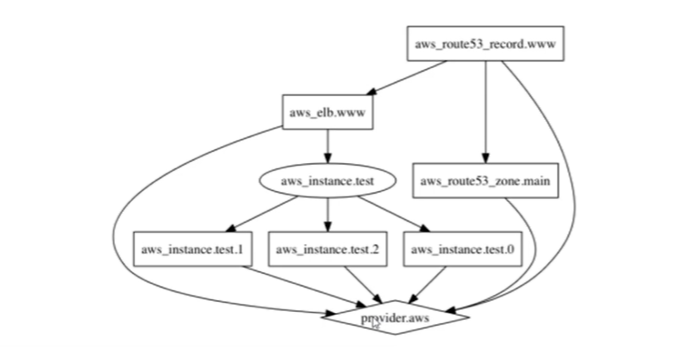 aws_route53_record.www
aws_elb.www
aws_instance.test
aws_route53_zone.main
aws_instance.test.1
aws_instance.test.2
aws_instance.test.0
provider.aws